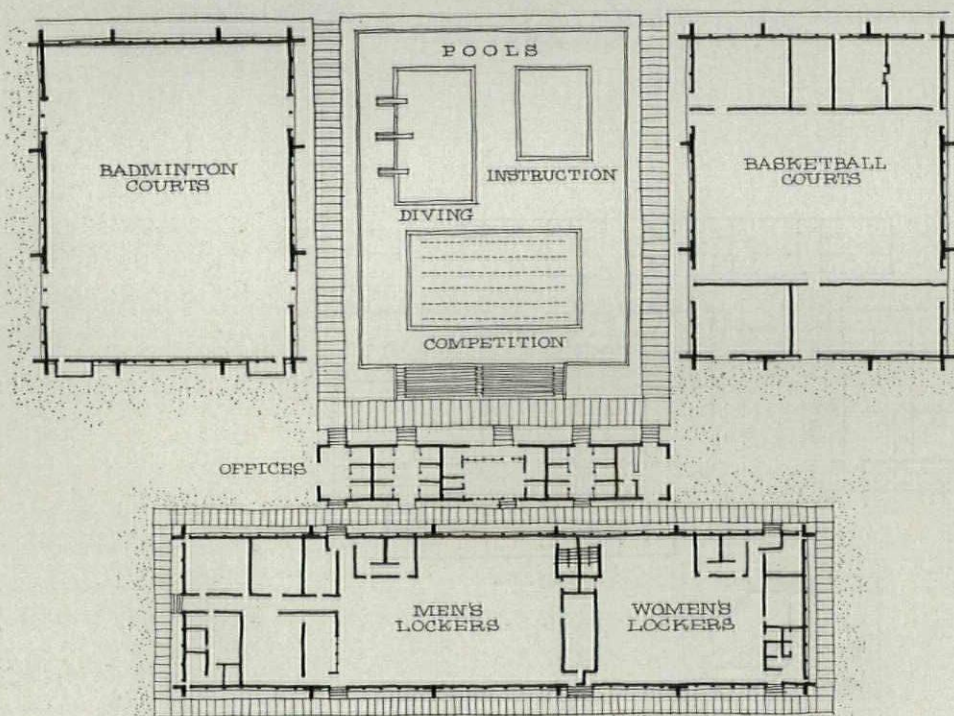 POOLS
BADMINTON
COURTS
INSTRUCTION
BASKETBALL
COURTS
DIVING
COMPETITION
OFFICES
MEN'S
LOCKERS
WOMEN'S
LOCKERS